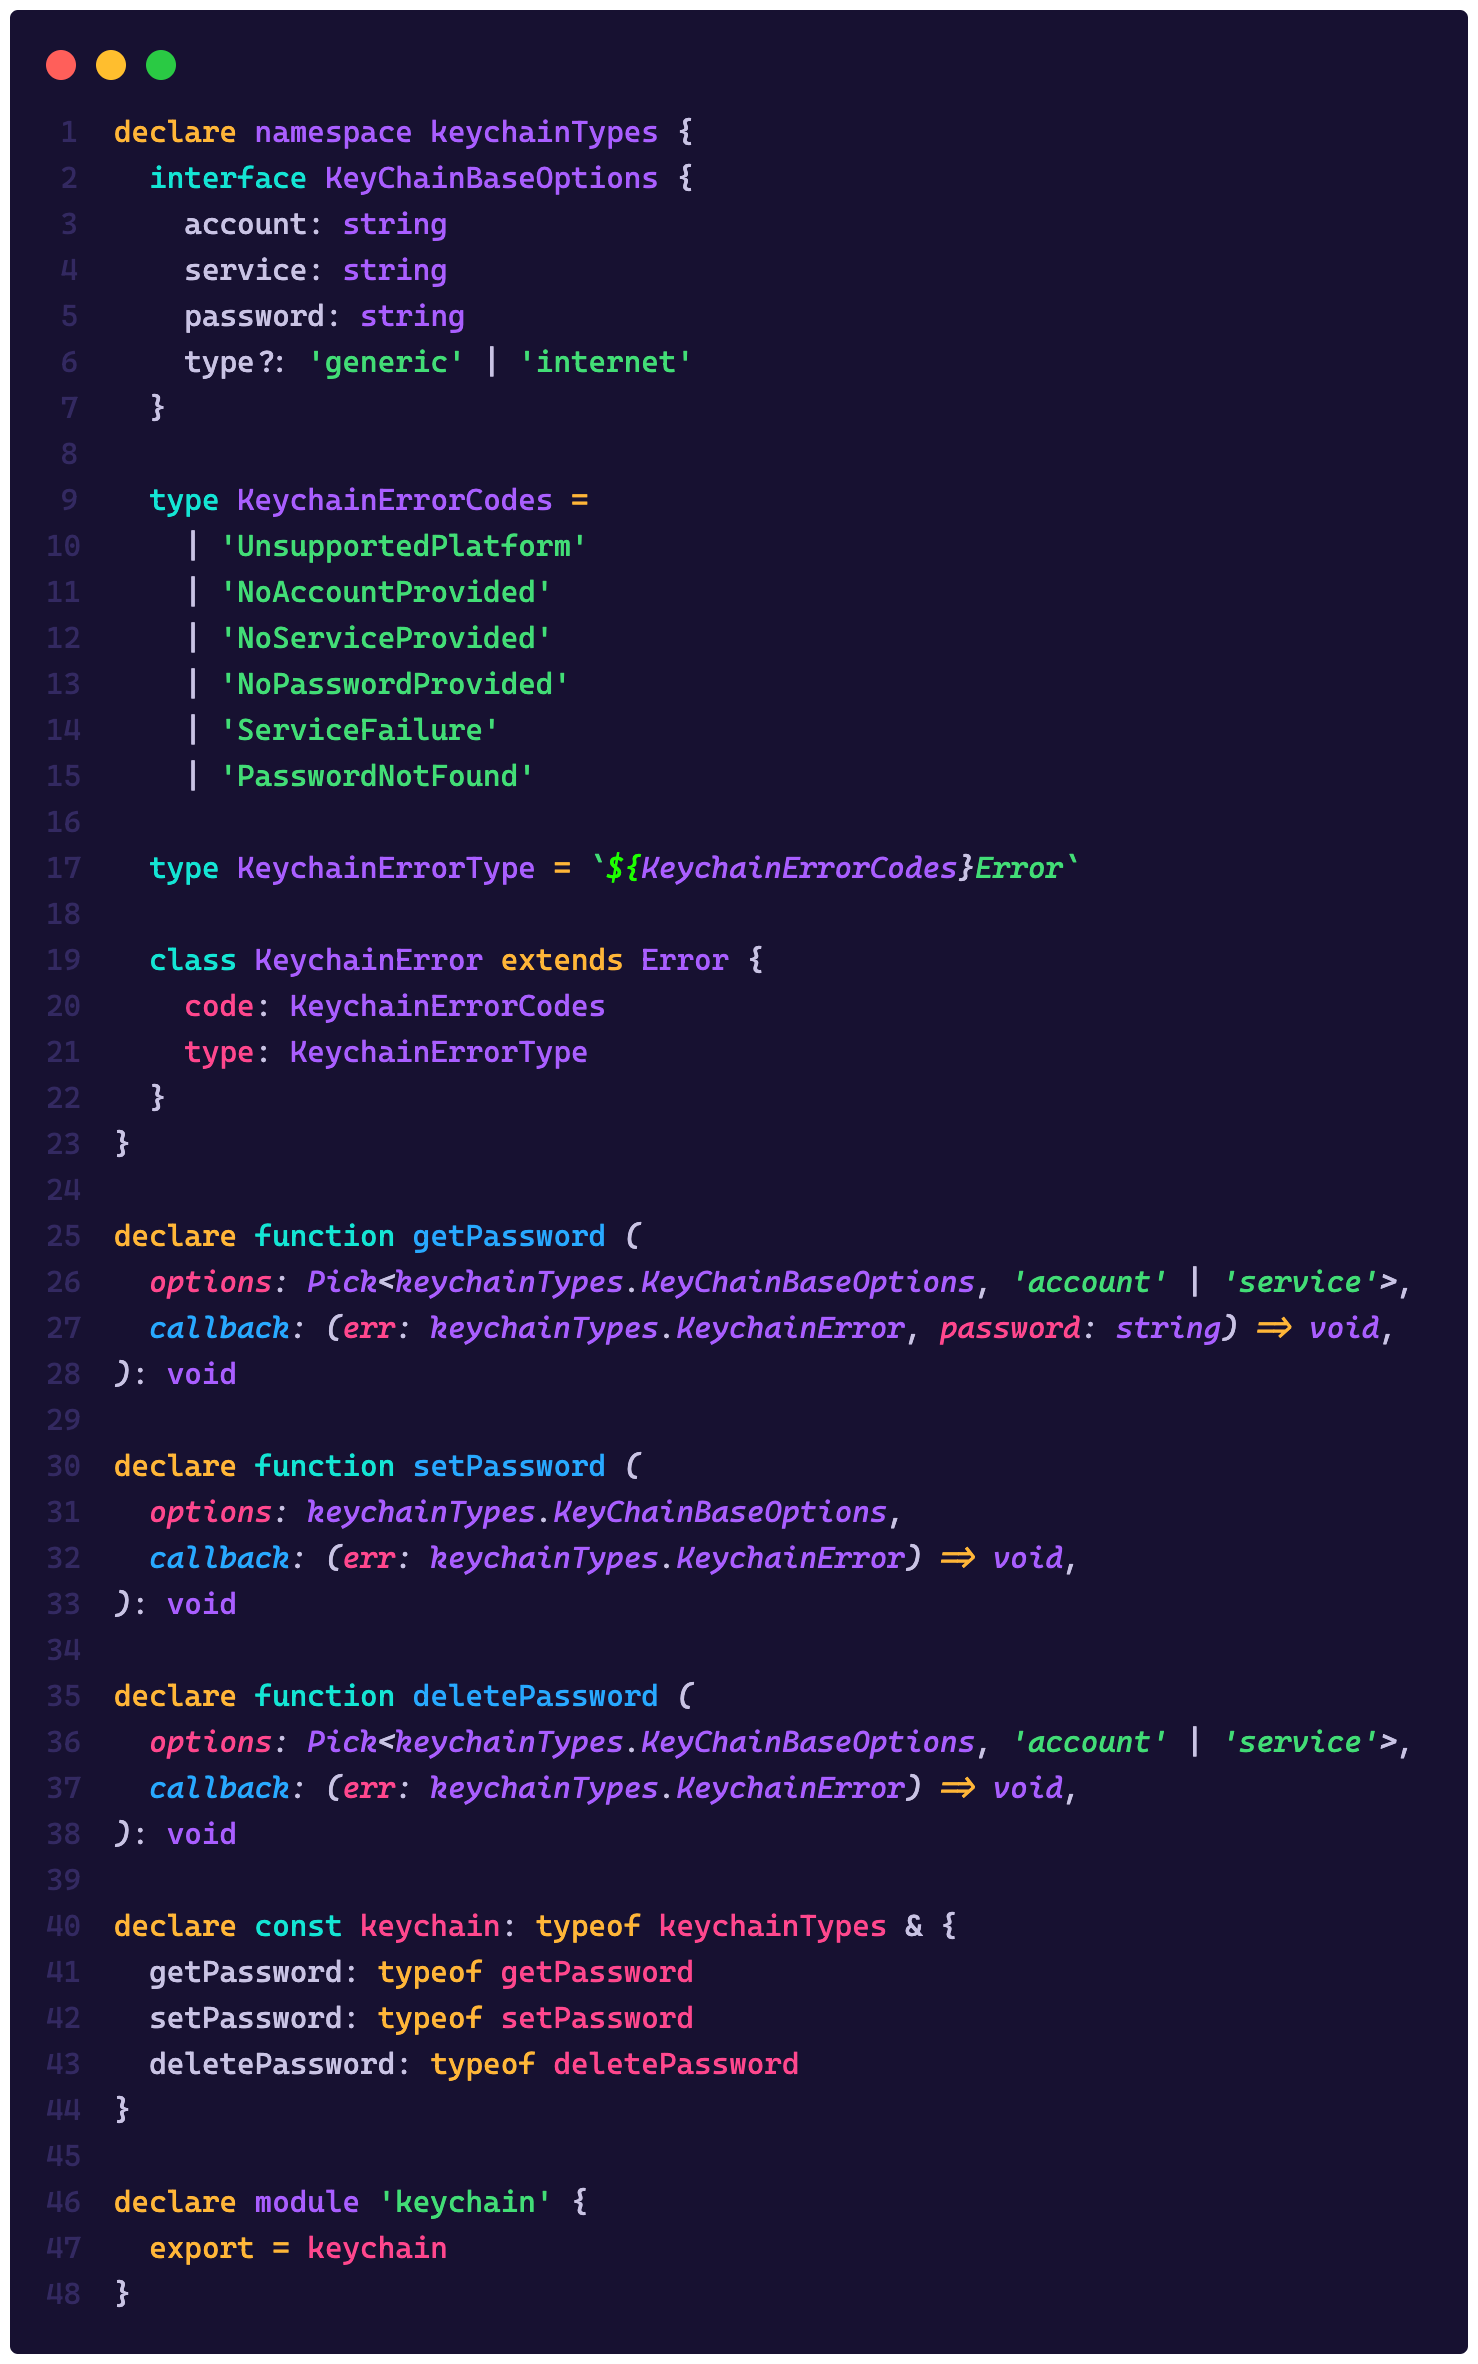 1 declare namespace keychainTypes {
2   interface KeyChainBaseOptions {
3     account: string
4     service: string
5     password: string
6     type?: 'generic' | 'internet'
7   }
8
9   type KeychainErrorCodes =
10     | 'UnsupportedPlatform'
11     | 'NoAccountProvided'
12     | 'NoServiceProvided'
13     | 'NoPasswordProvided'
14     | 'ServiceFailure'
15     | 'PasswordNotFound'
16
17   type KeychainErrorType = `${KeychainErrorCodes}Error`
18
19   class KeychainError extends Error {
20     code: KeychainErrorCodes
21     type: KeychainErrorType
22   }
23 }
24
25 declare function getPassword (
26   options: Pick<keychainTypes.KeyChainBaseOptions, 'account' | 'service'>,
27   callback: (err: keychainTypes.KeychainError, password: string) => void,
28 ): void
29
30 declare function setPassword (
31   options: keychainTypes.KeyChainBaseOptions,
32   callback: (err: keychainTypes.KeychainError) => void,
33 ): void
34
35 declare function deletePassword (
36   options: Pick<keychainTypes.KeyChainBaseOptions, 'account' | 'service'>,
37   callback: (err: keychainTypes.KeychainError) => void,
38 ): void
39
40 declare const keychain: typeof keychainTypes & {
41   getPassword: typeof getPassword
42   setPassword: typeof setPassword
43   deletePassword: typeof deletePassword
44 }
45
46 declare module 'keychain' {
47   export = keychain
48 }